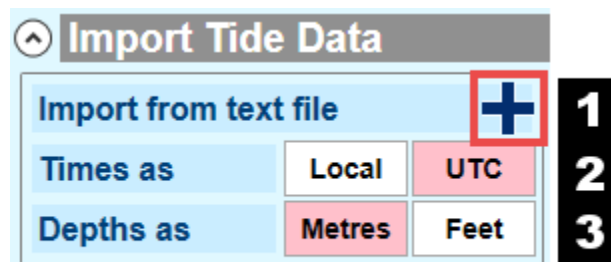 Import Tide Data
Import from text file 1
Times as Local UTC 2
Depths as Metres Feet 3